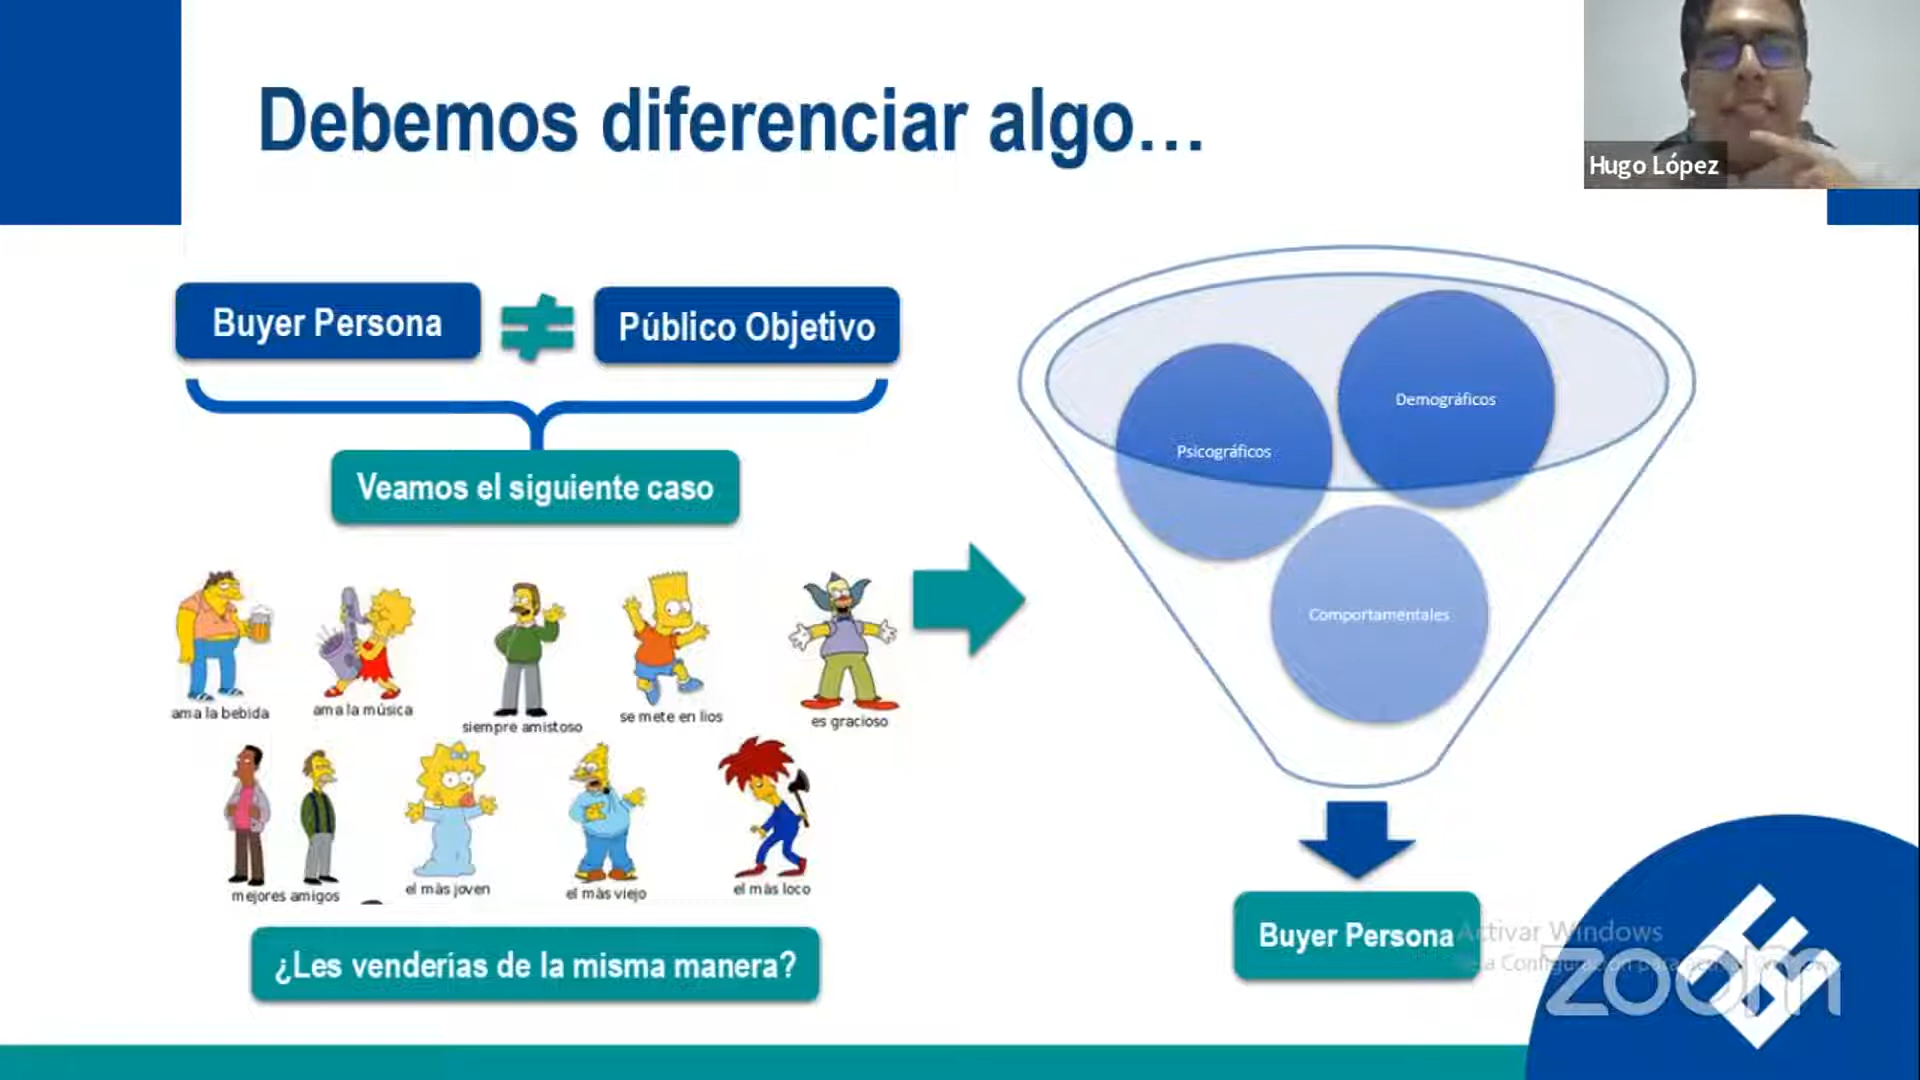 Debemos diferenciar algo...
Hugo López
Buyer Persona
Público Objetivo
Veamos el siguiente caso
ama la bebida
ama la música
siempre amistoso
se mete en lios
es gracioso
mejores amigos
el màs joven
el màs viejo
el màs loco
¿Les venderías de la misma manera?
Psicográficos
Demográficos
Comportamentales
Buyer Persona
Activar Windows
zoom